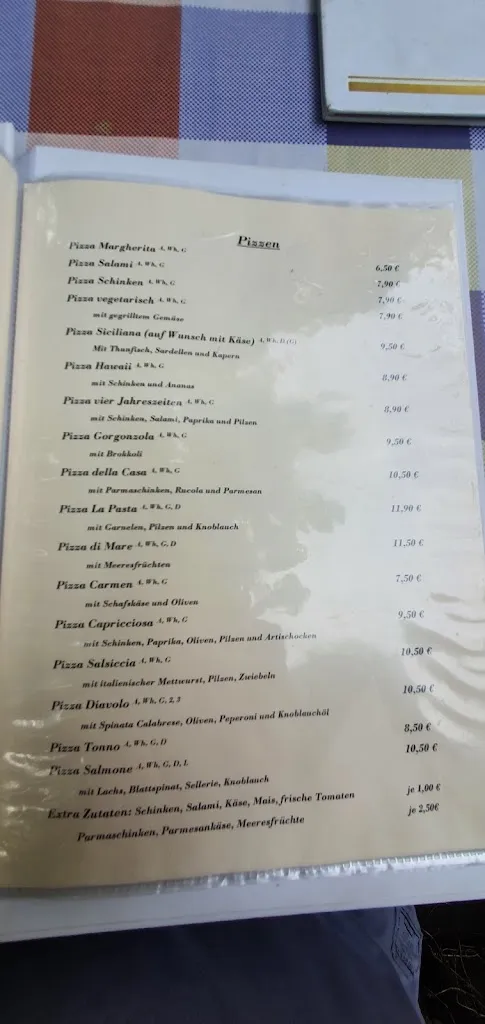 Pizzen
Pizza Margherita A, Wh, G 6,50 €
Pizza Salami A, Wh, G 7,90 €
Pizza Schinken A, Wh, G 7,90 €
Pizza vegetarisch A, Wh, G 7,90 €
mit gegrilltem Gemüse
Pizza Siciliana (auf Wunsch mit Käse) A, Wh, D (G) 9,50 €
Mit Thunfisch, Sardellen und Kapern
Pizza Hawaii A, Wh, G 8,90 €
mit Schinken und Ananas
Pizza vier Jahreszeiten A, Wh, G 8,90 €
mit Schinken, Salami, Paprika und Pilzen
Pizza Gorgonzola A, Wh, G 9,50 €
mit Brokkoli
Pizza della Casa A, Wh, G 10,50 €
mit Parmaschinken, Rucola und Parmesan
Pizza La Pasta A, Wh, G, D 11,90 €
mit Garnelen, Pilzen und Knoblauch
Pizza di Mare A, Wh, G, D 11,50 €
mit Meeresfrüchten
Pizza Carmen A, Wh, G 7,50 €
mit Schafskäse und Oliven
Pizza Capricciosa A, Wh, G 9,50 €
mit Schinken, Paprika, Oliven, Pilzen und Artischocken
Pizza Salsiccia A, Wh, G 10,50 €
mit italienischer Mettwurst, Pilzen, Zwiebeln
Pizza Diavolo A, Wh, G, 2, 3 10,50 €
mit Spinata Calabrese, Oliven, Peperoni und Knoblauchöl
Pizza Tonno A, Wh, G, D 8,50 €
Pizza Salmone A, Wh, G, D, L 10,50 €
mit Lachs, Blattspinat, Sellerie, Knoblauch
Extra Zutaten: Schinken, Salami, Käse, Mais, frische Tomaten je 1,00 €
Parmaschinken, Parmesankäse, Meeresfrüchte je 2,50€